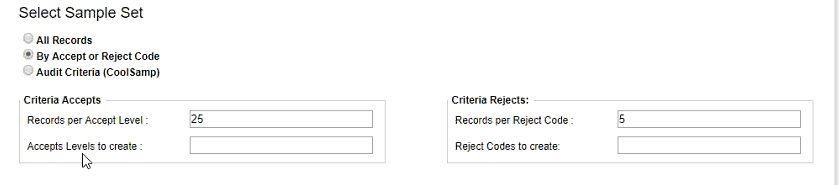 Select Sample Set
All Records
By Accept or Reject Code
Audit Criteria (CoolSamp)
Criteria Accepts
Records per Accept Level : 25
Accepts Levels to create :
Criteria Rejects:
Records per Reject Code : 5
Reject Codes to create: